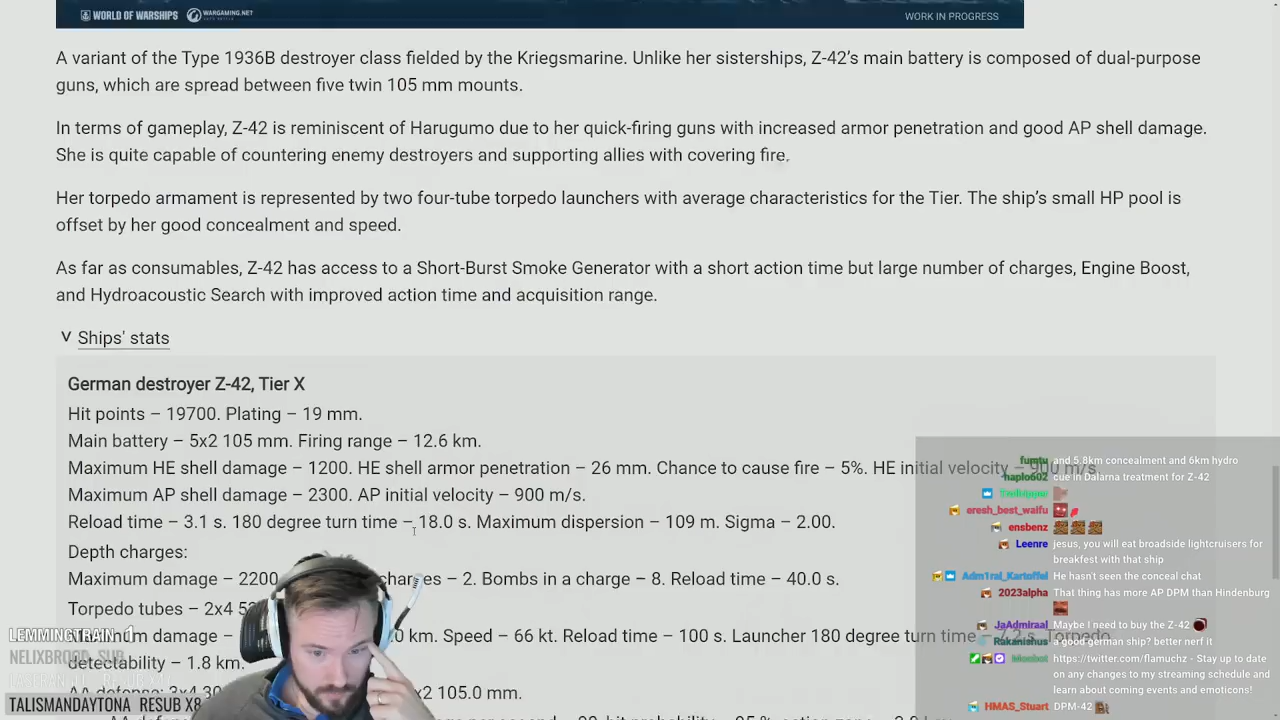 WORLD OF WARSHIPS WARGAMING.NET WORK IN PROGRESS
A variant of the Type 1936B destroyer class fielded by the Kriegsmarine. Unlike her sisterships, Z-42's main battery is composed of dual-purpose
guns, which are spread between five twin 105 mm mounts.
In terms of gameplay, Z-42 is reminiscent of Harugumo due to her quick-firing guns with increased armor penetration and good AP shell damage.
She is quite capable of countering enemy destroyers and supporting allies with covering fire.
Her torpedo armament is represented by two four-tube torpedo launchers with average characteristics for the Tier. The ship's small HP pool is
offset by her good concealment and speed.
As far as consumables, Z-42 has access to a Short-Burst Smoke Generator with a short action time but large number of charges, Engine Boost,
and Hydroacoustic Search with improved action time and acquisition range.
Ships' stats
German destroyer Z-42, Tier X
Hit points – 19700. Plating – 19 mm.
Main battery – 5x2 105 mm. Firing range – 12.6 km.
Maximum HE shell damage – 1200. HE shell armor penetration – 26 mm. Chance to cause fire – 5%. HE initial velocity – 900 m/s
Maximum AP shell damage – 2300. AP initial velocity – 900 m/s.
Reload time – 3.1 s. 180 degree turn time – 18.0 s. Maximum dispersion – 109 m. Sigma – 2.00.
Depth charges:
Maximum damage – 2200 charges – 2. Bombs in a charge – 8. Reload time – 40.0 s.
Torpedo tubes – 2x4
damage – 0 km. Speed – 66 kt. Reload time – 100 s. Launcher 180 degree turn time – Torpedo
detectability – 1.8 km.
AA defense: 3x4 30 x2 105.0 mm.
fumtu and 5.8km concealment and 6km hydro
haplo602 cue in Dalarna treatment for Z-42
eresh_best_waifu
ensbenz
Leenre jesus, you will eat broadside lightcruisers for
breakfest with that ship
Adm1ral_Kartoffel He hasn't seen the conceal chat
2023alpha That thing has more AP DPM than Hindenburg
JaAdmiraal Maybe I need to buy the Z-42
Rakanishus a good german ship? better nerf it
Moobot https://twitter.com/flamuchz - Stay up to date
on any changes to my streaming schedule and
learn about coming events and emoticons!
HMAS_Stuart DPM-42
LEMMINGTRAIN 1
NELIXBROOD SUB
TALISMANDAYTONA RESUB X8